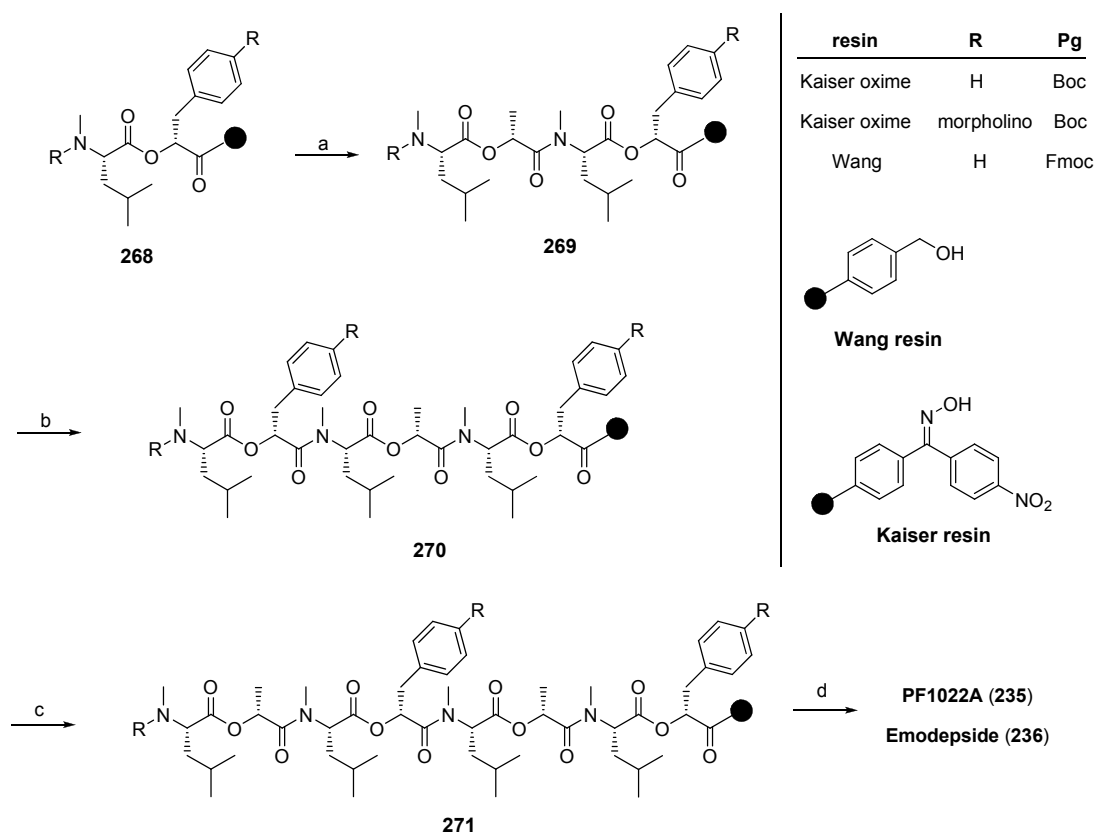 R
R
resin R Pg
Kaiser oxime H Boc
Kaiser oxime morpholino Boc
Wang H Fmoc
N
R
O
O
O
a
N
R
O
O
O
N
O
O
O
268
269
OH
Wang resin
b
R
R
N
R
O
O
O
N
O
O
O
N
O
O
O
270
N
OH
NO2
Kaiser resin
c
R
R
N
R
O
O
O
N
O
O
O
N
O
O
O
N
O
O
O
271
d
PF1022A (235)
Emodepside (236)